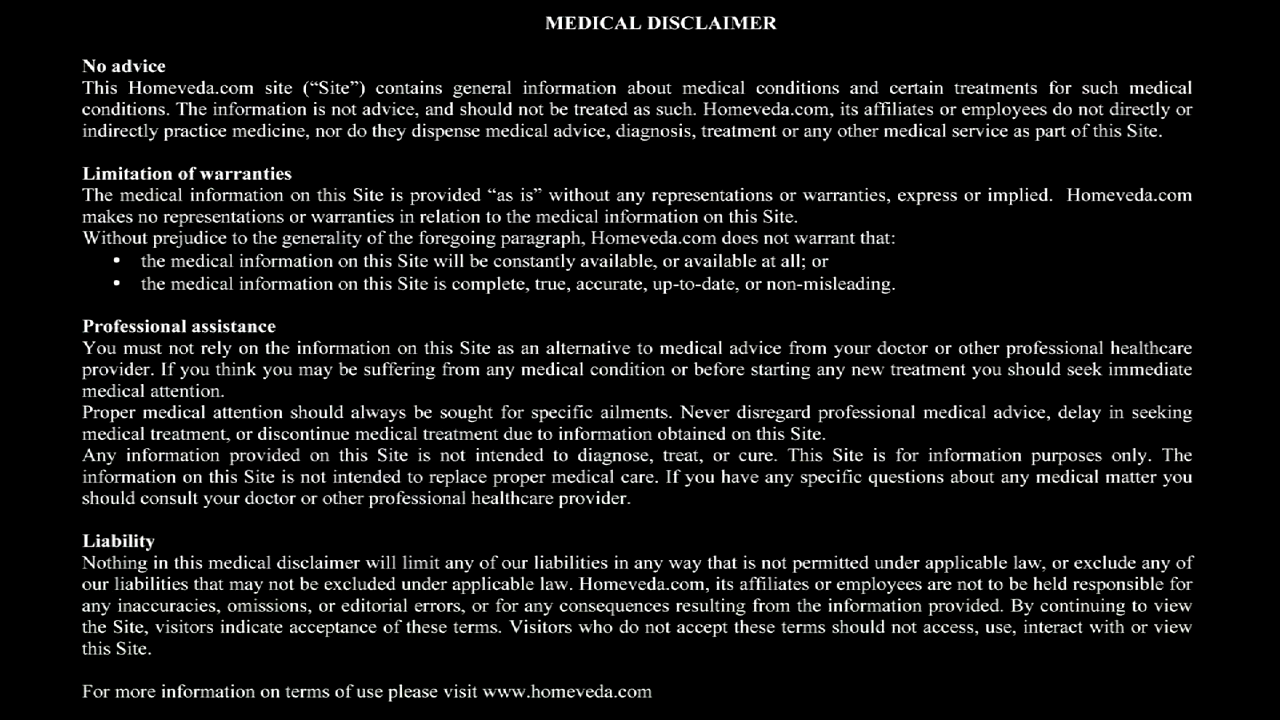 MEDICAL DISCLAIMER
No advice
This Homeveda.com site (“Site”) contains general information about medical conditions and certain treatments for such medical
conditions. The information is not advice, and should not be treated as such. Homeveda.com, its affiliates or employees do not directly or
indirectly practice medicine, nor do they dispense medical advice, diagnosis, treatment or any other medical service as part of this Site.
Limitation of warranties
The medical information on this Site is provided “as is” without any representations or warranties, express or implied. Homeveda.com
makes no representations or warranties in relation to the medical information on this Site.
Without prejudice to the generality of the foregoing paragraph, Homeveda.com does not warrant that:
• the medical information on this Site will be constantly available, or available at all; or
• the medical information on this Site is complete, true, accurate, up-to-date, or non-misleading.
Professional assistance
You must not rely on the information on this Site as an alternative to medical advice from your doctor or other professional healthcare
provider. If you think you may be suffering from any medical condition or before starting any new treatment you should seek immediate
medical attention.
Proper medical attention should always be sought for specific ailments. Never disregard professional medical advice, delay in seeking
medical treatment, or discontinue medical treatment due to information obtained on this Site.
Any information provided on this Site is not intended to diagnose, treat, or cure. This Site is for information purposes only. The
information on this Site is not intended to replace proper medical care. If you have any specific questions about any medical matter you
should consult your doctor or other professional healthcare provider.
Liability
Nothing in this medical disclaimer will limit any of our liabilities in any way that is not permitted under applicable law, or exclude any of
our liabilities that may not be excluded under applicable law. Homeveda.com, its affiliates or employees are not to be held responsible for
any inaccuracies, omissions, or editorial errors, or for any consequences resulting from the information provided. By continuing to view
the Site, visitors indicate acceptance of these terms. Visitors who do not accept these terms should not access, use, interact with or view
this Site.
For more information on terms of use please visit www.homeveda.com